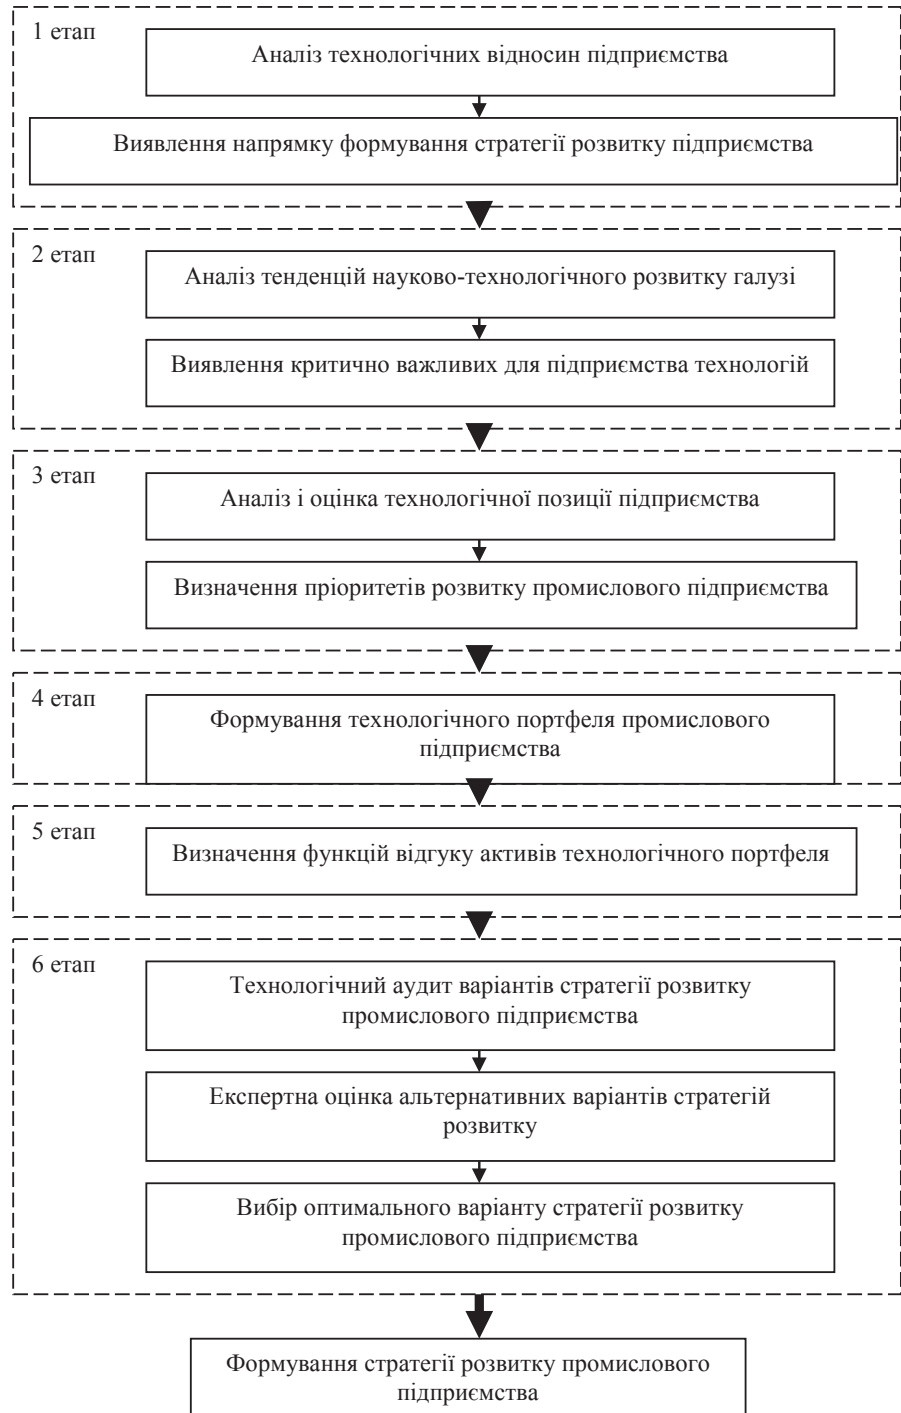 1 етап
Аналіз технологічних відносин підприємства
Виявлення напрямку формування стратегії розвитку підприємства
2 етап
Аналіз тенденцій науково-технологічного розвитку галузі
Виявлення критично важливих для підприємства технологій
3 етап
Аналіз і оцінка технологічної позиції підприємства
Визначення пріоритетів розвитку промислового підприємства
4 етап
Формування технологічного портфеля промислового
підприємства
5 етап
Визначення функцій відгуку активів технологічного портфеля
6 етап
Технологічний аудит варіантів стратегії розвитку
промислового підприємства
Експертна оцінка альтернативних варіантів стратегій
розвитку
Вибір оптимального варіанту стратегії розвитку
промислового підприємства
Формування стратегії розвитку промислового
підприємства